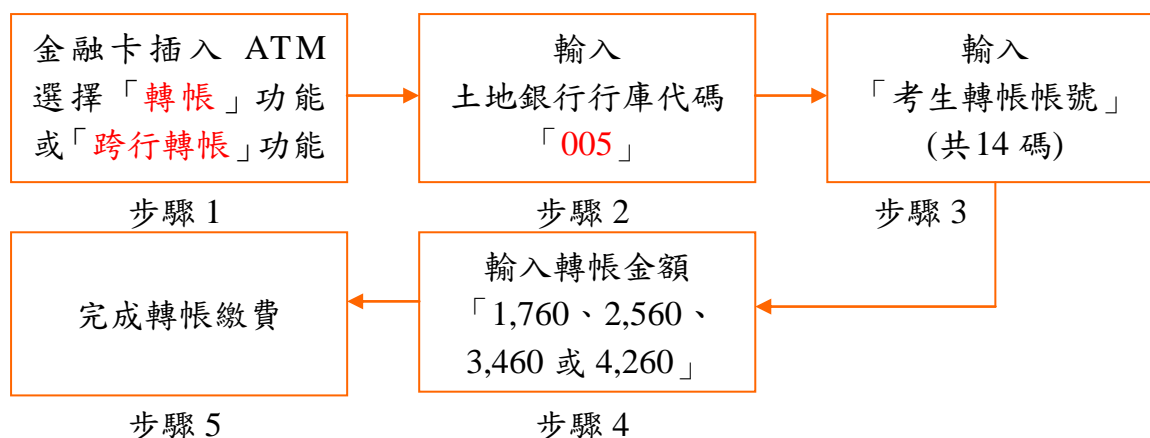 金融卡插入 ATM
選擇「轉帳」功能
或「跨行轉帳」功能
步驟 1
輸入
土地銀行行庫代碼
「005」
步驟 2
輸入
「考生轉帳帳號」
(共14 碼)
步驟 3
輸入轉帳金額
「1,760、2,560、
3,460 或 4,260」
步驟 4
完成轉帳繳費
步驟 5